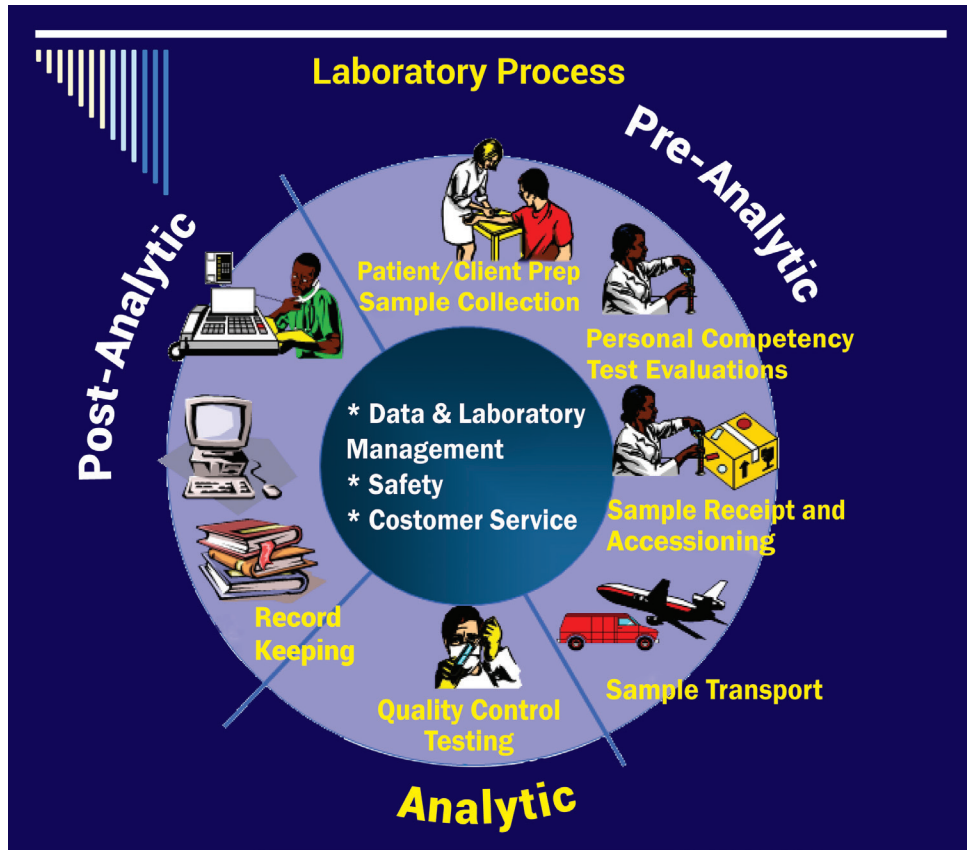 Laboratory Process
Pre-Analytic
Post-Analytic
Patient/Client Prep
Sample Collection
Personal Competency
Test Evaluations
* Data & Laboratory
Management
* Safety
* Costomer Service
Sample Receipt and
Accessioning
Record
Keeping
Sample Transport
Quality Control
Testing
Analytic